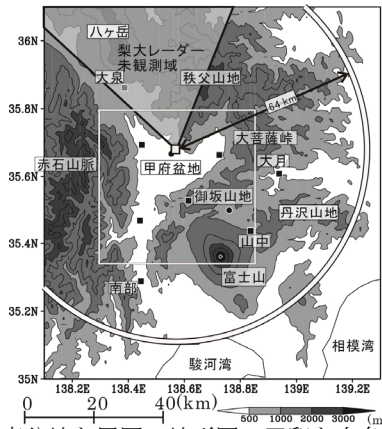 36N
八ヶ岳
梨大レーダー
未観測域
大泉
秩父山地
35.8N
64 km
大菩薩峠
赤石山脈
甲府盆地
大月
35.6N
御坂山地
丹沢山地
35.4N
山中
富士山
南部
35.2N
相模湾
駿河湾
35N
138.2E 138.4E 138.6E 138.8E 139E 139.2E
0 20 40(km)
500 1000 2000 3000 (m